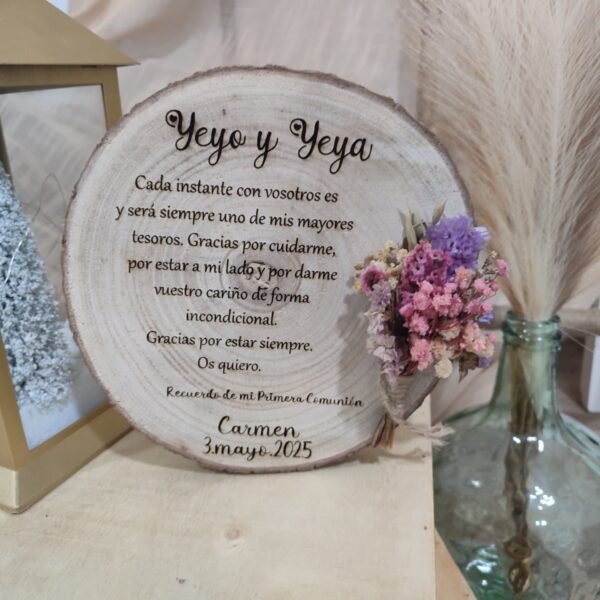 Yeyo y Yeya
Cada instante con vosotros es
y será siempre uno de mis mayores
tesoros. Gracias por cuidarme,
por estar a mi lado y por darme
vuestro cariño de forma
incondicional.
Gracias por estar siempre.
Os quiero.
Recuerdo de mi Primera Comunión
Carmen
3.mayo.2025